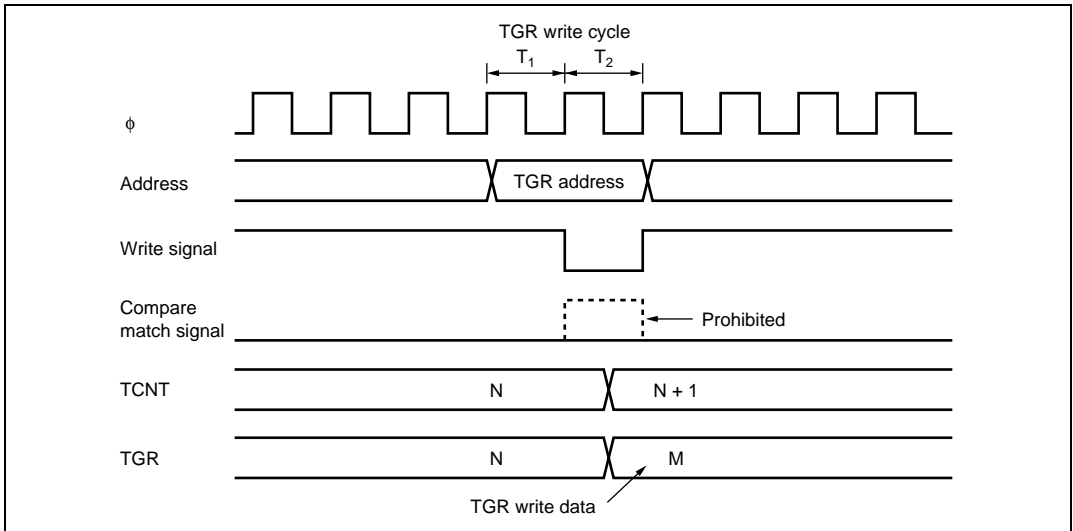 TGR write cycle
T1 T2
φ
Address TGR address
Write signal
Compare
match signal Prohibited
TCNT N N + 1
TGR N M
TGR write data